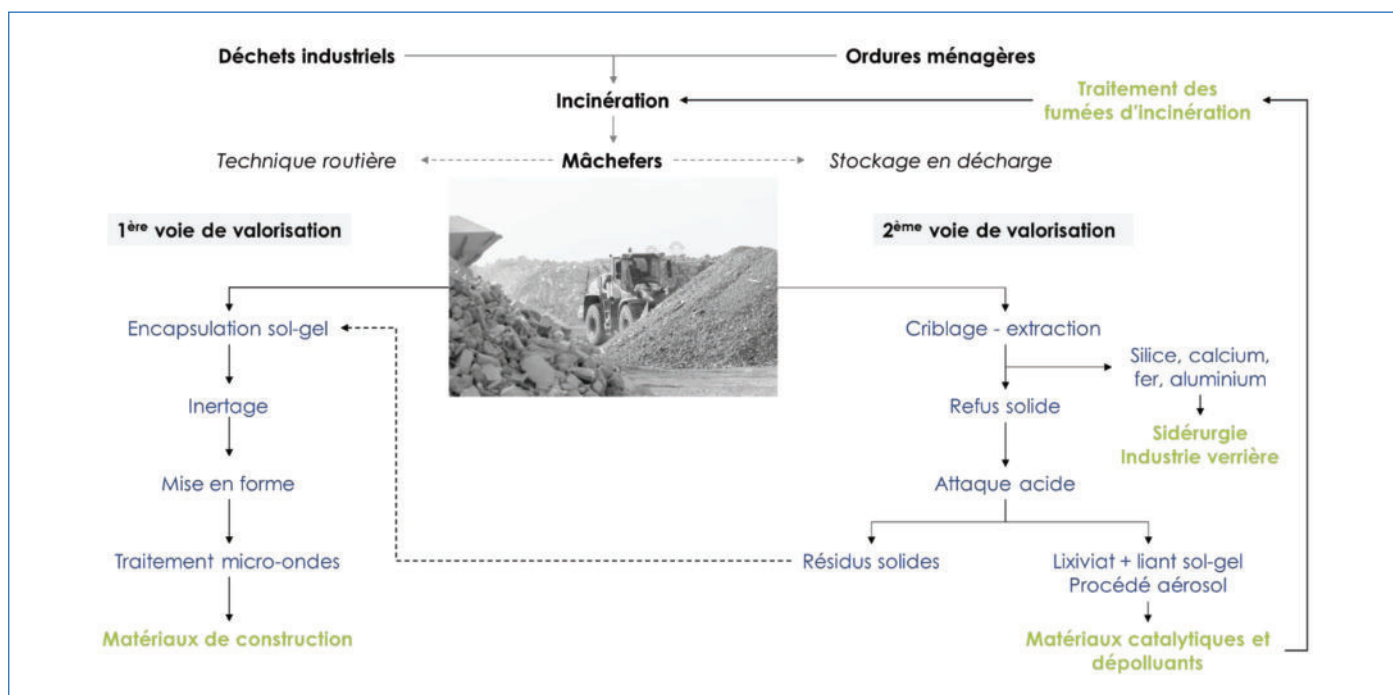 Déchets industriels
Ordures ménagères
Incinération
Traitement des
fumées d'incinération
Technique routière
Mâchefers
Stockage en décharge
1ère voie de valorisation
2ème voie de valorisation
Encapsulation sol-gel
Criblage - extraction
Silice, calcium,
fer, aluminium
Inertage
Refus solide
Sidérurgie
Industrie verrière
Mise en forme
Attaque acide
Traitement micro-ondes
Résidus solides
Lixiviat + liant sol-gel
Procédé aérosol
Matériaux de construction
Matériaux catalytiques et
dépolluants